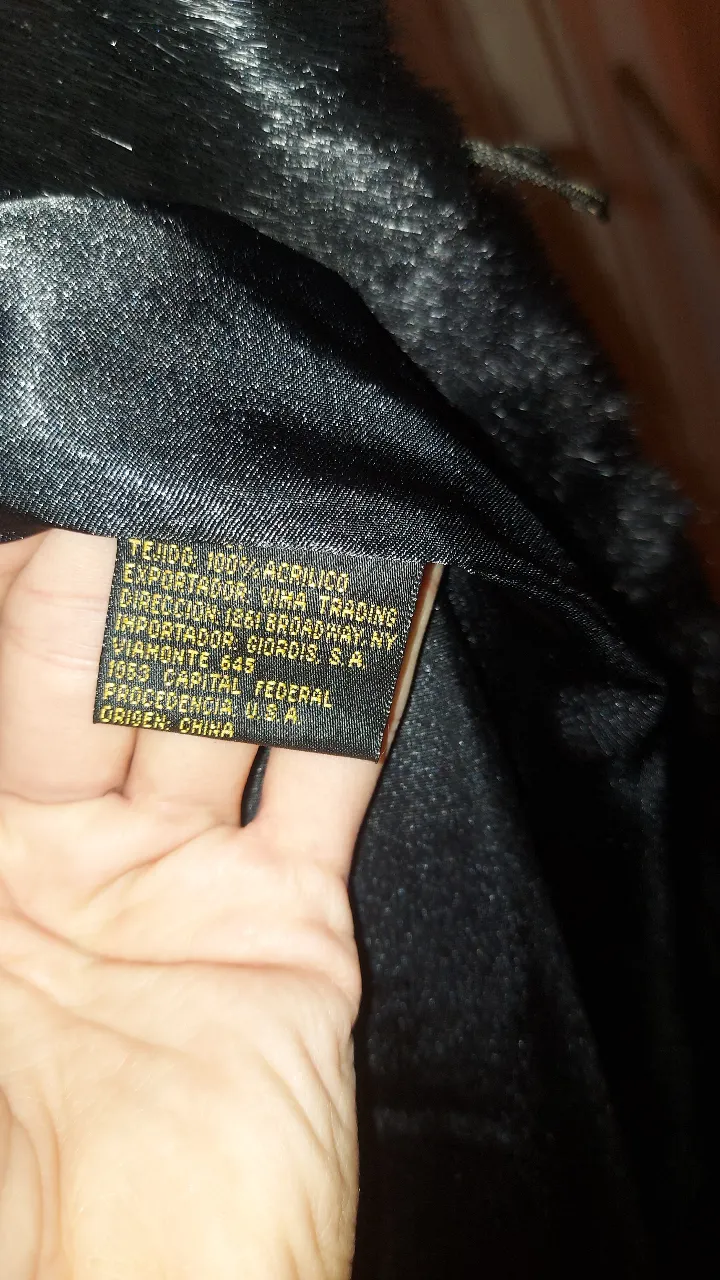 TEJIDO: 100% ACRILICO
EXPORTADOR: VIMA TRADING
DIRECCION, 1261 BROADWAY, NY
IMPORTADOR: GIORDIS. S.A
VIAMONTE 645
1053 CAPITAL FEDERAL
PROCEDENCIA U.S.A
ORIGEN: CHINA